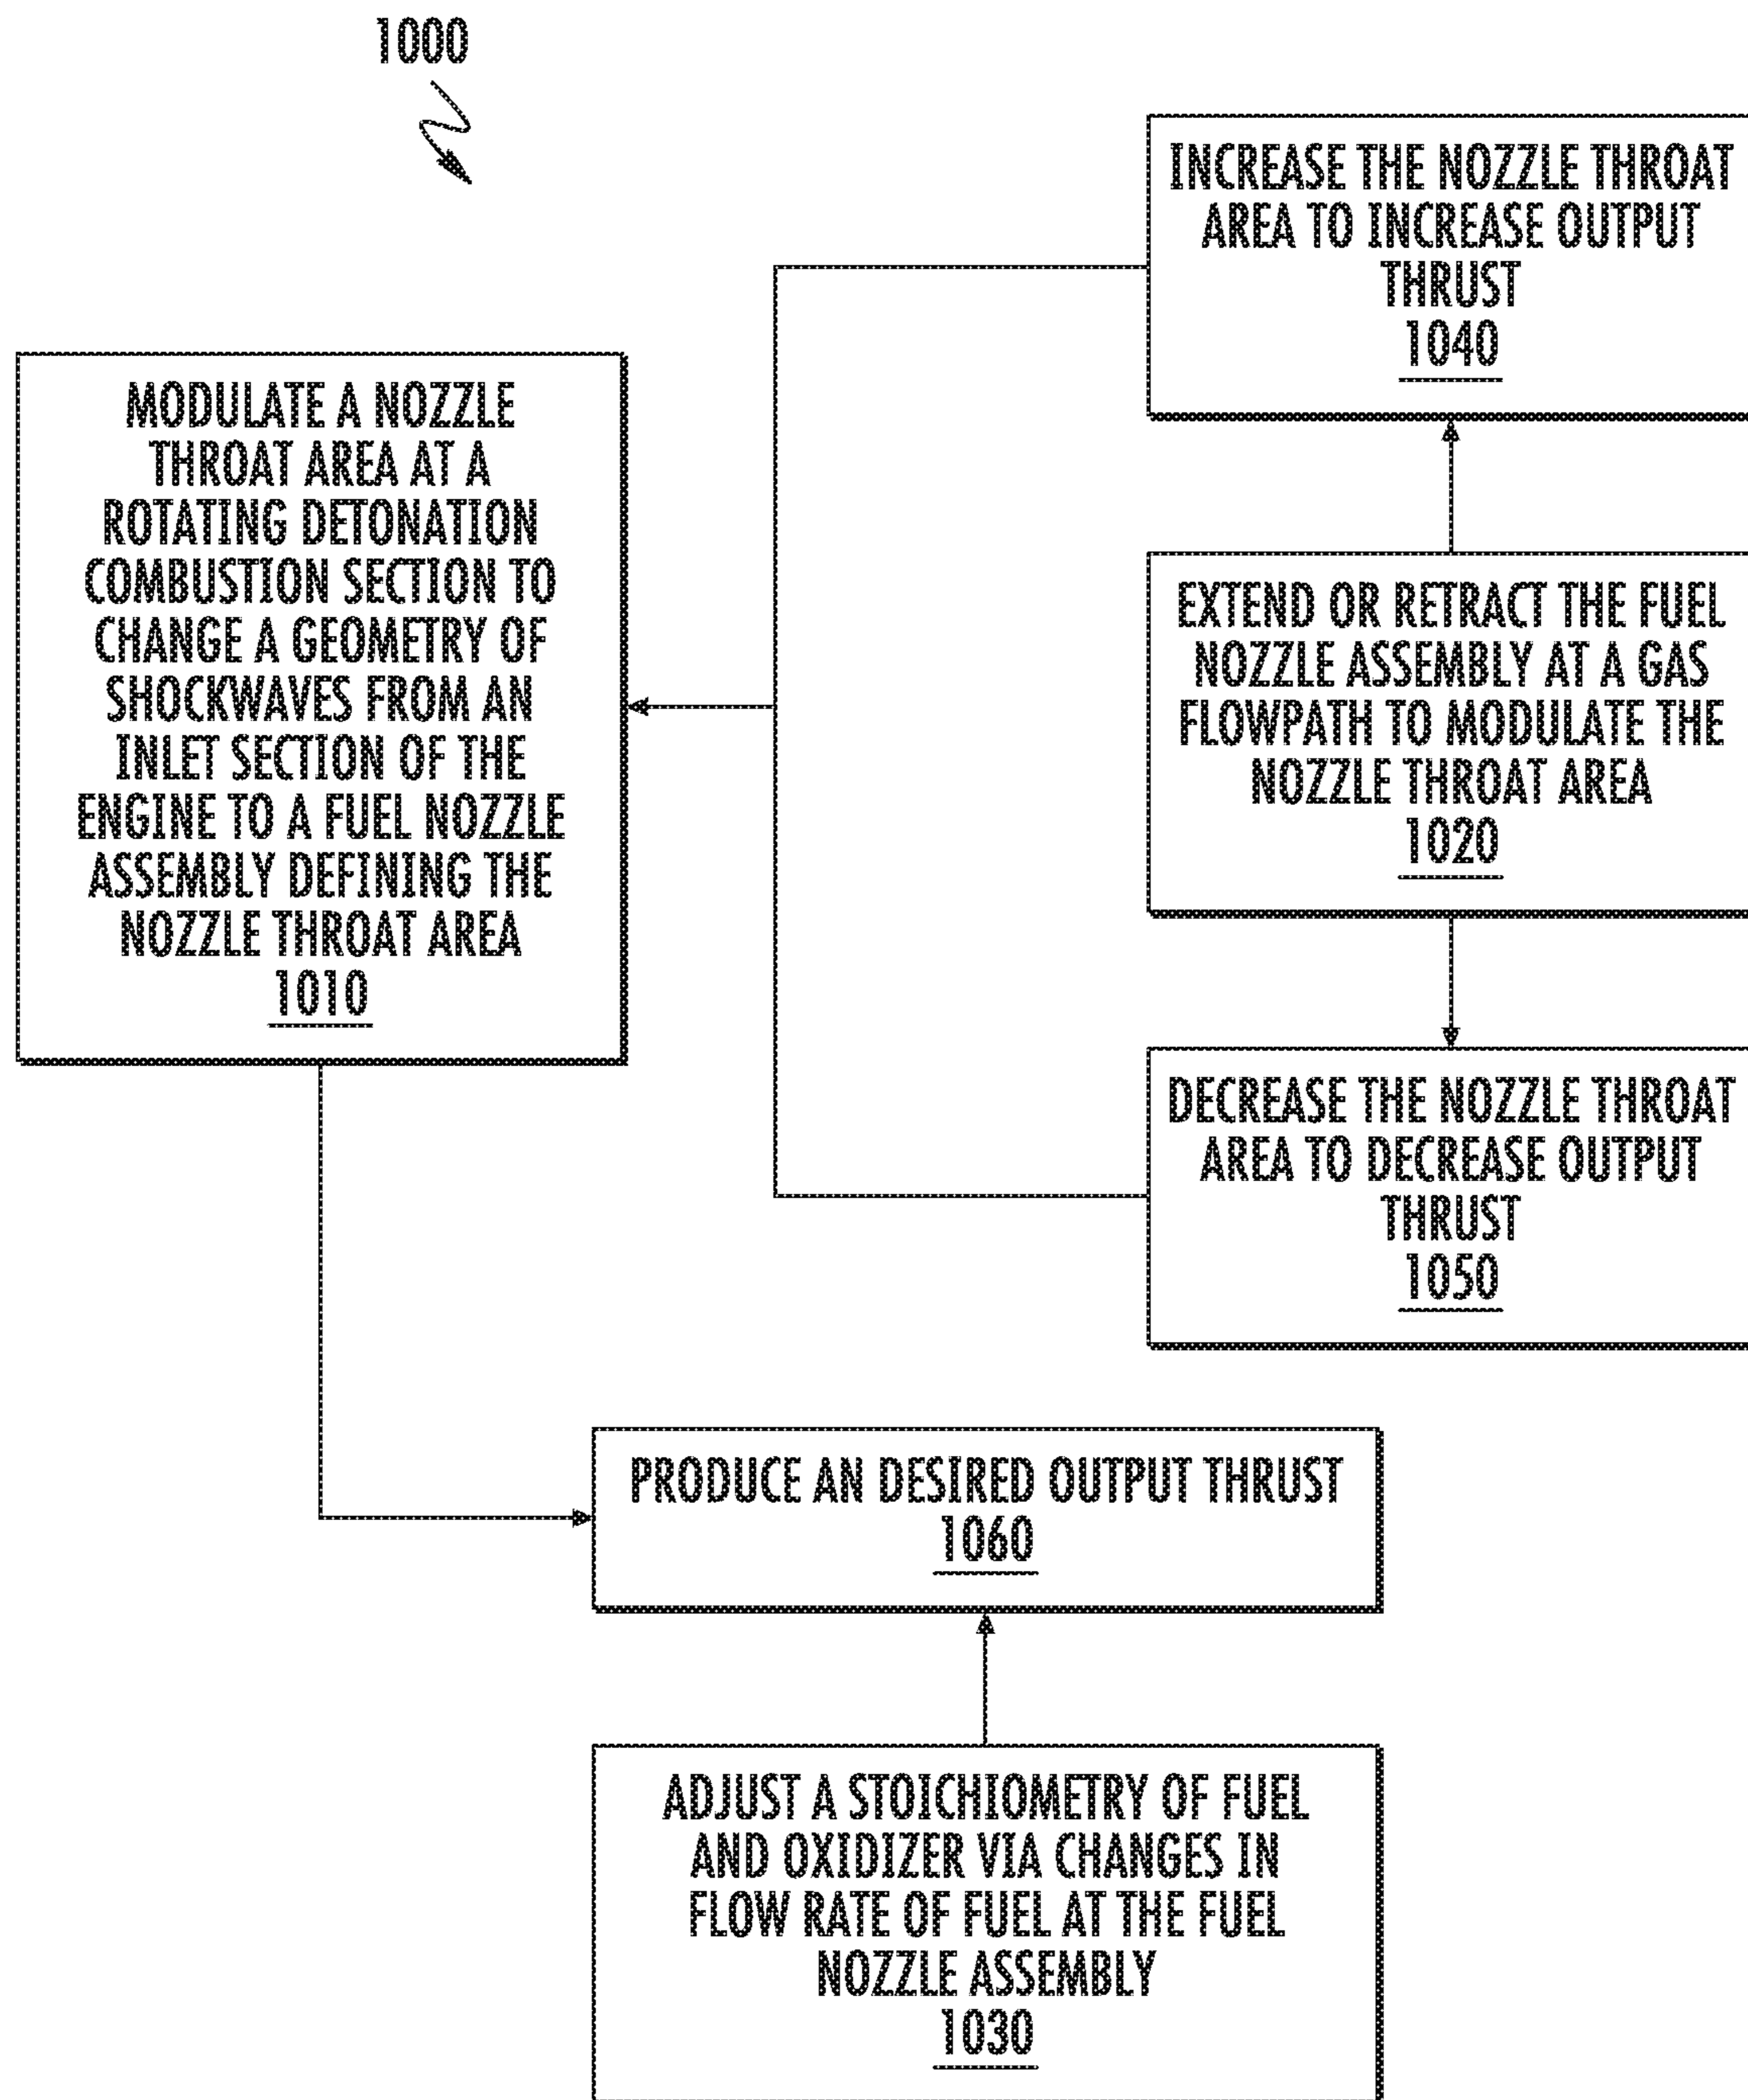 1000
INCREASE THE NOZZLE THROAT
AREA TO INCREASE OUTPUT
THRUST
1040
MODULATE A NOZZLE
THROAT AREA AT A
ROTATING DETONATION
COMBUSTION SECTION TO
CHANGE A GEOMETRY OF
SHOCKWAVES FROM AN
INLET SECTION OF THE
ENGINE TO A FUEL NOZZLE
ASSEMBLY DEFINING THE
NOZZLE THROAT AREA
1010
EXTEND OR RETRACT THE FUEL
NOZZLE ASSEMBLY AT A GAS
FLOWPATH TO MODULATE THE
NOZZLE THROAT AREA
1020
DECREASE THE NOZZLE THROAT
AREA TO DECREASE OUTPUT
THRUST
1050
PRODUCE AN DESIRED OUTPUT THRUST
1060
ADJUST A STOICHIOMETRY OF FUEL
AND OXIDIZER VIA CHANGES IN
FLOW RATE OF FUEL AT THE FUEL
NOZZLE ASSEMBLY
1030